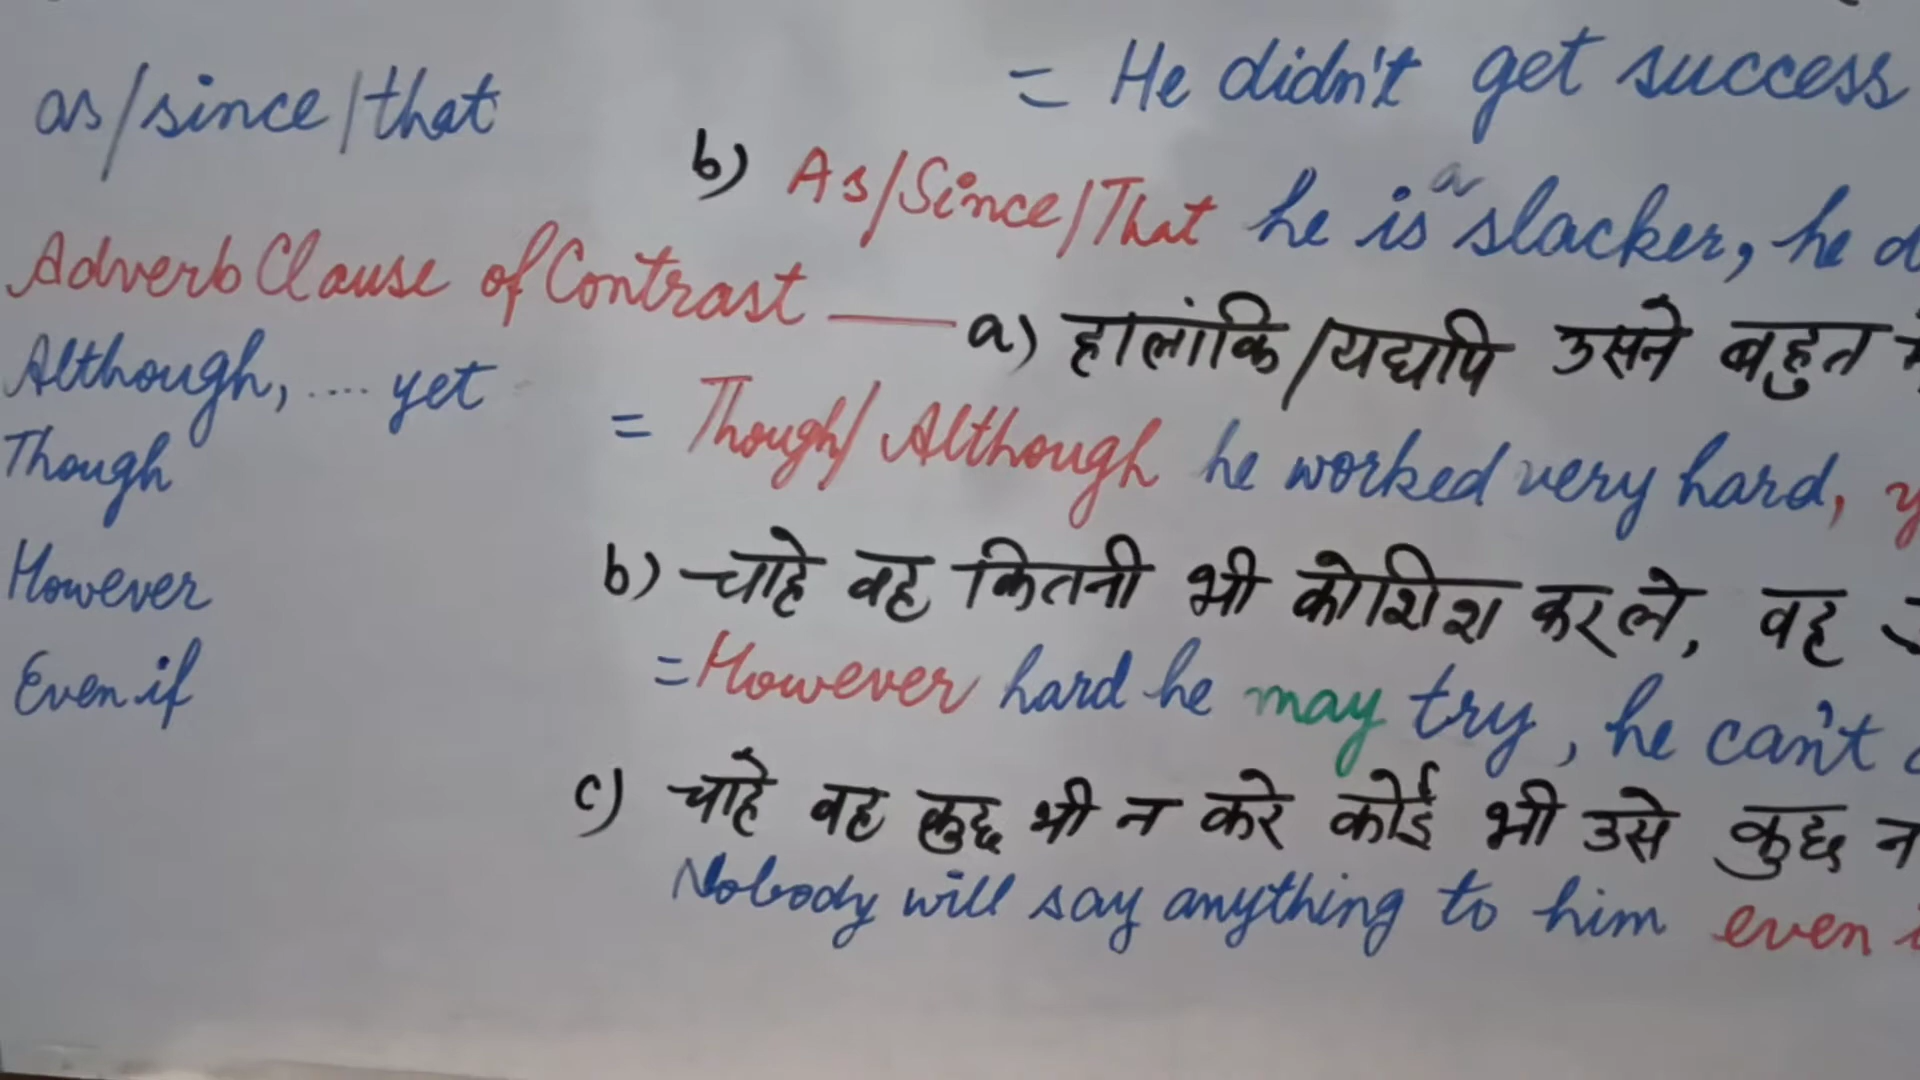 = He didn't get success
as/since/that
b) As/Since/That he is a slacker, he
Adverb Clause of Contrast — a) हालांकि/यद्यपि उसने बहुत
Although, .... yet
= Though/Although he worked very hard,
Though
b) चाहे वह कितनी भी कोशिश करले, वह
However
= However hard he may try, he can't
Even if
c) चाहे वह कुछ भी न करे कोई भी उसे कुछ न
Nobody will say anything to him even